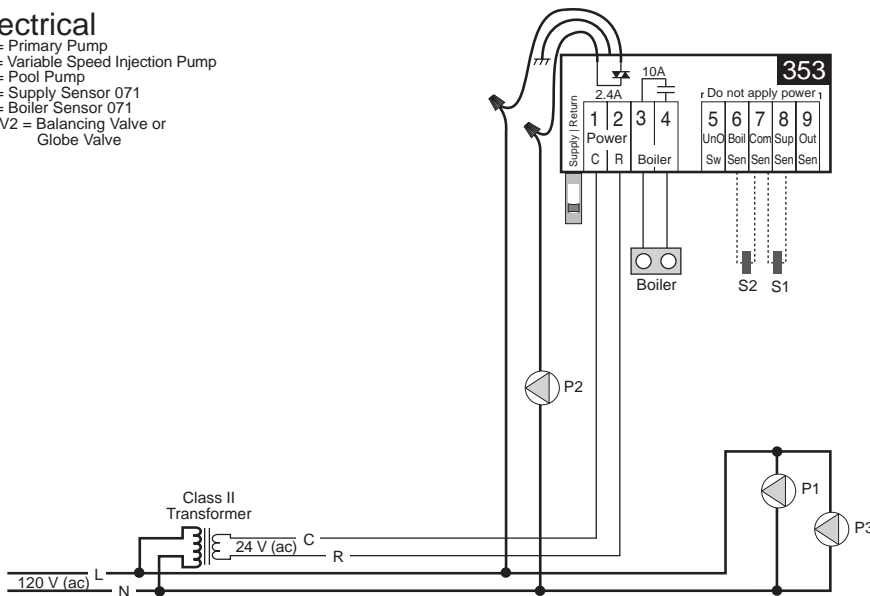 ectrical
= Primary Pump
= Variable Speed Injection Pump
= Pool Pump
= Supply Sensor 071
= Boiler Sensor 071
V2 = Balancing Valve or
Globe Valve
353
10A
2.4A
Do not apply power
Supply | Return
1 2 3 4 5 6 7 8 9
Power UnO Boil Com Sup Out
C R Boiler Sw Sen Sen Sen Sen
Boiler
S2 S1
P2
P1
P3
Class II
Transformer
24 V (ac)
C
R
120 V (ac)
L
N